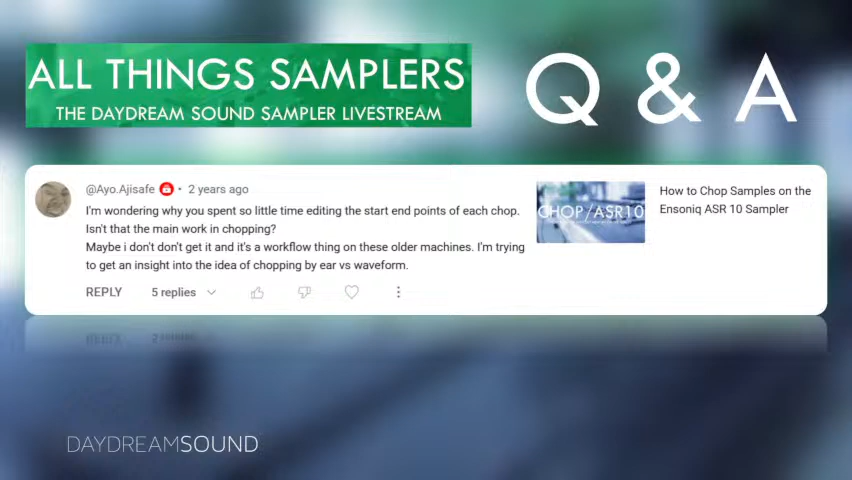 ALL THINGS SAMPLERS
THE DAYDREAM SOUND SAMPLER LIVESTREAM
Q & A
@Ayo.Ajisafe • 2 years ago
I'm wondering why you spent so little time editing the start end points of each chop.
Isn't that the main work in chopping?
Maybe i don't don't get it and it's a workflow thing on these older machines. I'm trying
to get an insight into the idea of chopping by ear vs waveform.
REPLY 5 replies
CHOP/ASR10
How to Chop Samples on the
Ensoniq ASR 10 Sampler
DAYDREAMSOUND